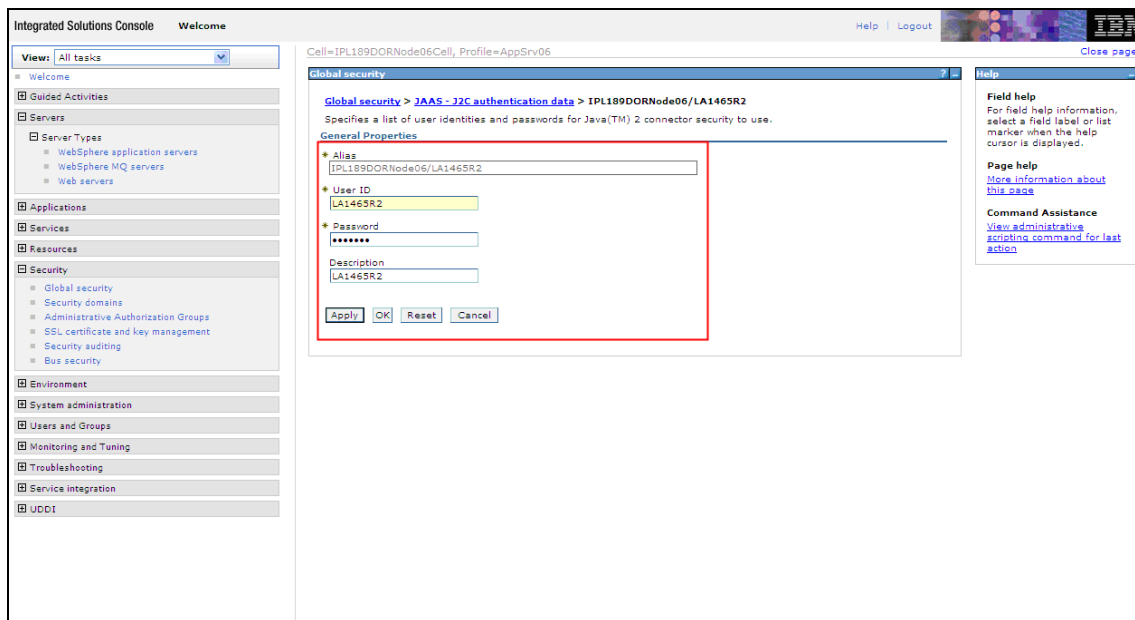 Integrated Solutions Console Welcome Help | Logout IBM
View: All tasks
Cell=IPL189DORNode06Cell, Profile=AppSrv06
Close page
Welcome
Guided Activities
Servers
Server Types
WebSphere application servers
WebSphere MQ servers
Web servers
Applications
Services
Resources
Security
Global security
Security domains
Administrative Authorization Groups
SSL certificate and key management
Security auditing
Bus security
Environment
System administration
Users and Groups
Monitoring and Tuning
Troubleshooting
Service integration
UDDI
Global security ? -
Global security > JAAS - J2C authentication data > IPL189DORNode06/LA1465R2
Specifies a list of user identities and passwords for Java(TM) 2 connector security to use.
General Properties
* Alias
IPL189DORNode06/LA1465R2
* User ID
LA1465R2
* Password
•••••••
Description
LA1465R2
Apply OK Reset Cancel
Help -
Field help
For field help information,
select a field label or list
marker when the help
cursor is displayed.
Page help
More information about
this page
Command Assistance
View administrative
scripting command for last
action